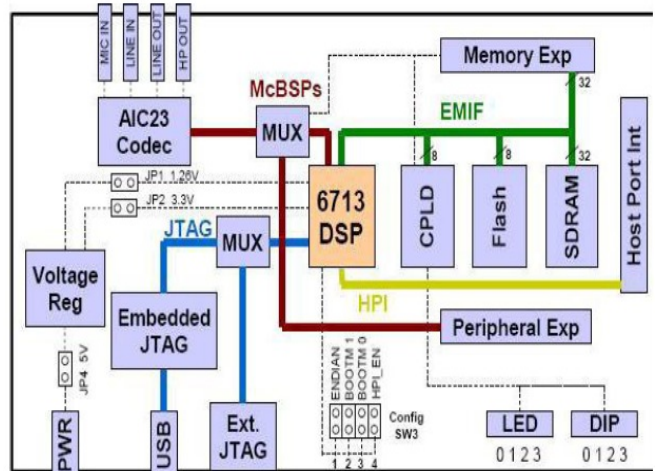 MIC IN
LINE IN
LINE OUT
HP OUT
AIC23
Codec
McBSPs
MUX
Memory Exp
32
EMIF
8
8
32
JP1 1.26V
JP2 3.3V
6713
DSP
CPLD
Flash
SDRAM
Host Port Int
JTAG
MUX
Voltage
Reg
HPI
Embedded
JTAG
Peripheral Exp
JP4 5V
ENDIAN
BOOTM 1
BOOTM 0
HPI_EN
Config
SW3
1 2 3 4
PWR
USB
Ext.
JTAG
LED
DIP
0 1 2 3
0 1 2 3